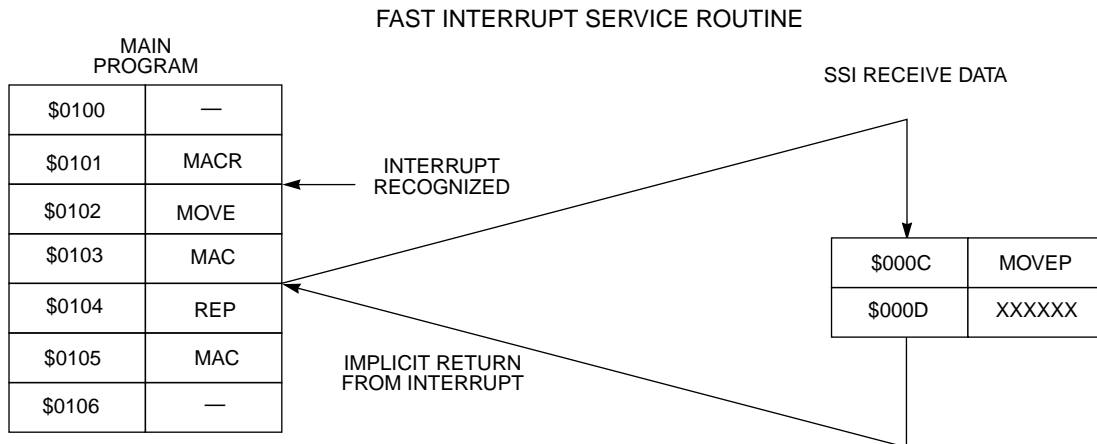 FAST INTERRUPT SERVICE ROUTINE
MAIN
PROGRAM
SSI RECEIVE DATA
$0100 —
$0101 MACR
INTERRUPT
RECOGNIZED
$0102 MOVE
$0103 MAC
$000C MOVEP
$000D XXXXXX
$0104 REP
$0105 MAC
$0106 —
IMPLICIT RETURN
FROM INTERRUPT